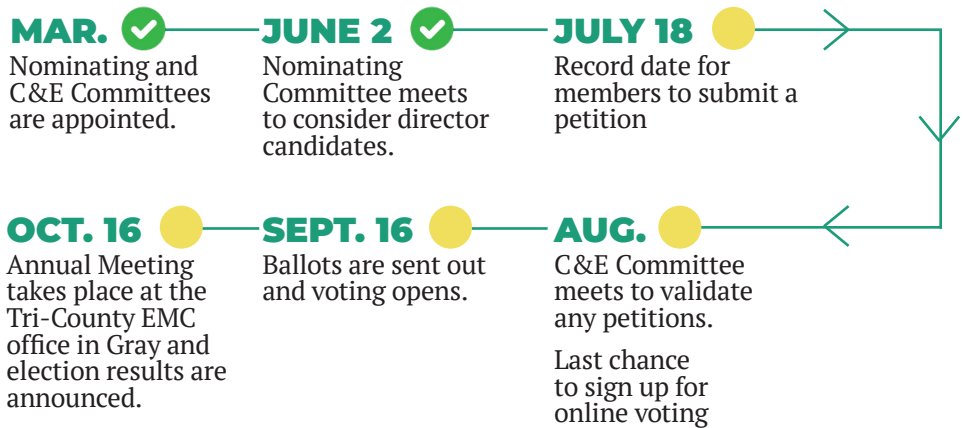 MAR.
Nominating and
C&E Committees
are appointed.
JUNE 2
Nominating
Committee meets
to consider director
candidates.
JULY 18
Record date for
members to submit a
petition
AUG.
C&E Committee
meets to validate
any petitions.
Last chance
to sign up for
online voting
SEPT. 16
Ballots are sent out
and voting opens.
OCT. 16
Annual Meeting
takes place at the
Tri-County EMC
office in Gray and
election results are
announced.